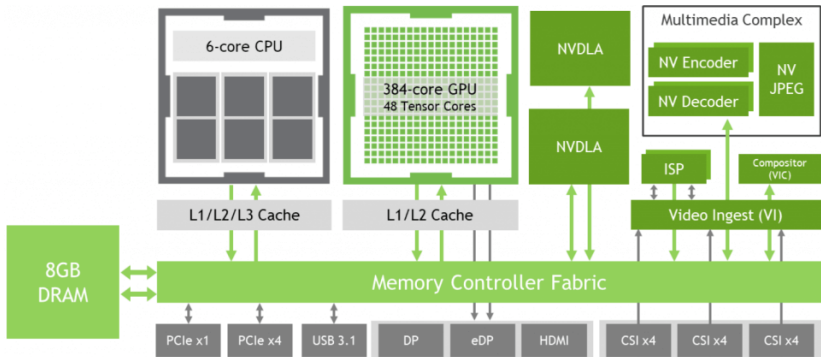 6-core CPU
384-core GPU
48 Tensor Cores
NVDLA
NVDLA
Multimedia Complex
NV Encoder
NV Decoder
NV
JPEG
ISP
Compositor
(VIC)
L1/L2/L3 Cache
L1/L2 Cache
Video Ingest (VI)
8GB
DRAM
Memory Controller Fabric
PCIe x1
PCIe x4
USB 3.1
DP
eDP
HDMI
CSI x4
CSI x4
CSI x4